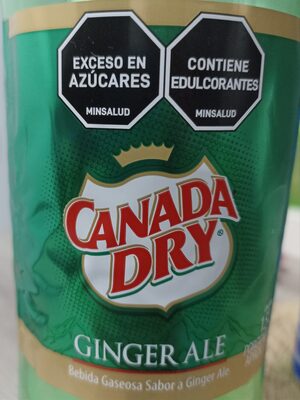 EXCESO EN
AZÚCARES
MINSALUD
CONTIENE
EDULCORANTES
MINSALUD
CANADA
DRY
GINGER ALE
Bebida Gaseosa Sabor a Ginger Ale